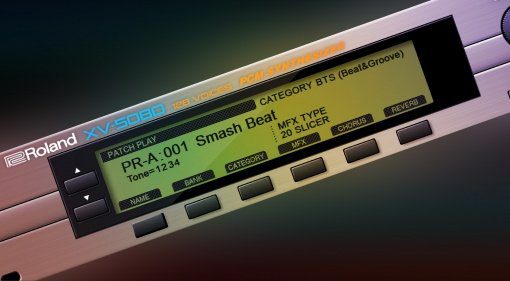 Roland XV-5080 128 VOICES PCM SYNTHESIZER
PATCH PLAY CATEGORY BTS (Beat&Groove)
PR-A:001 Smash Beat
Tone=1234
MFX TYPE
20 SLICER
NAME BANK CATEGORY MFX CHORUS REVERB